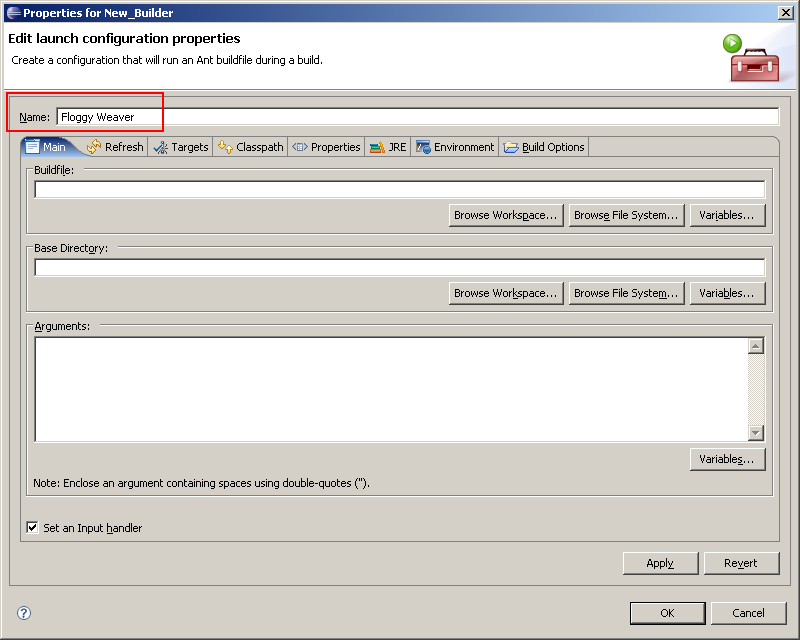 Properties for New_Builder
Edit launch configuration properties
Create a configuration that will run an Ant buildfile during a build.
Name: Floggy Weaver
Main Refresh Targets Classpath Properties JRE Environment Build Options
Buildfile:
Browse Workspace... Browse File System... Variables...
Base Directory:
Browse Workspace... Browse File System... Variables...
Arguments:
Variables...
Note: Enclose an argument containing spaces using double-quotes (").
Set an Input handler
Apply Revert
? OK Cancel